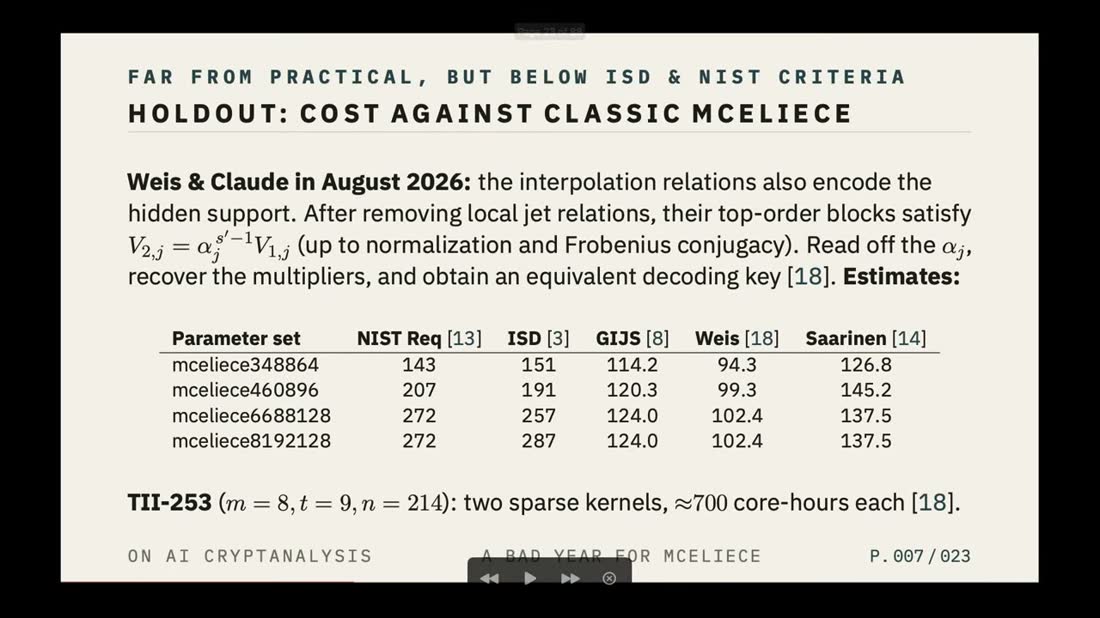 FAR FROM PRACTICAL, BUT BELOW ISD & NIST CRITERIA
HOLDOUT: COST AGAINST CLASSIC MCELIECE
Weis & Claude in August 2026: the interpolation relations also encode the
hidden support. After removing local jet relations, their top-order blocks satisfy
V_{2,j} = α_j^{s′−1}V_{1,j} (up to normalization and Frobenius conjugacy). Read off the α_j,
recover the multipliers, and obtain an equivalent decoding key [18]. Estimates:
Parameter set NIST Req [13] ISD [3] GIJS [8] Weis [18] Saarinen [14]
mceliece348864 143 151 114.2 94.3 126.8
mceliece460896 207 191 120.3 99.3 145.2
mceliece6688128 272 257 124.0 102.4 137.5
mceliece8192128 272 287 124.0 102.4 137.5
TII-253 (m = 8, t = 9, n = 214): two sparse kernels, ≈700 core-hours each [18].
ON AI CRYPTANALYSIS A BAD YEAR FOR MCELIECE P. 007/023